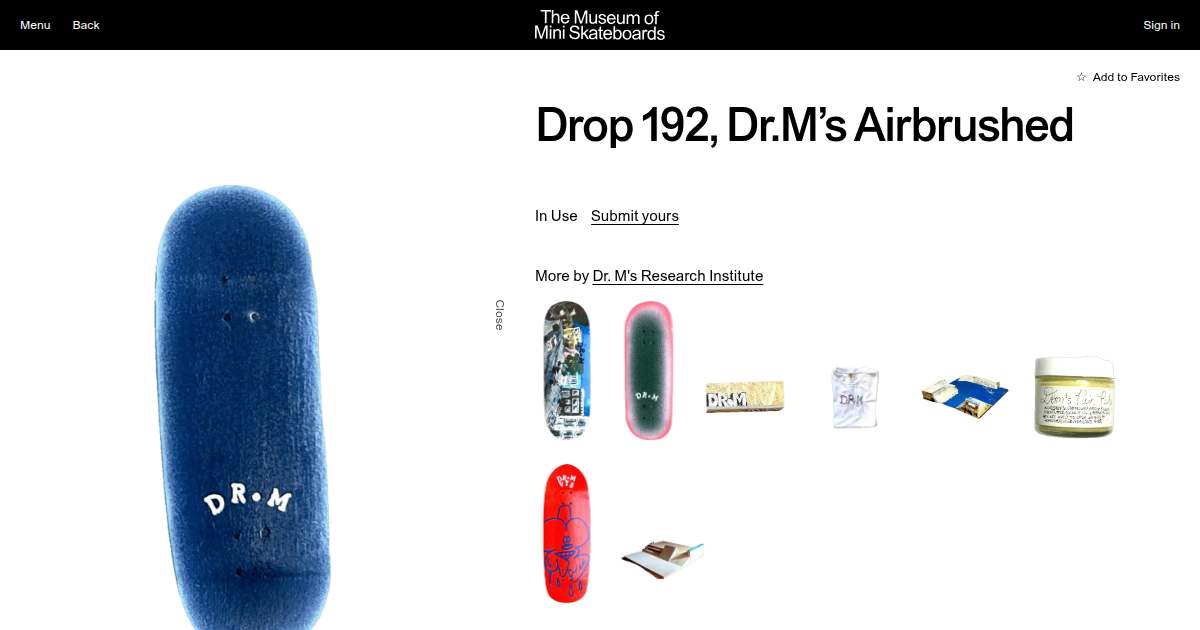 Menu
Back
The Museum of
Mini Skateboards
Sign in
☆ Add to Favorites
Drop 192, Dr.M’s Airbrushed
In Use Submit yours
More by Dr. M's Research Institute
Close
DR•M
DR•M
DR•M
DR•M